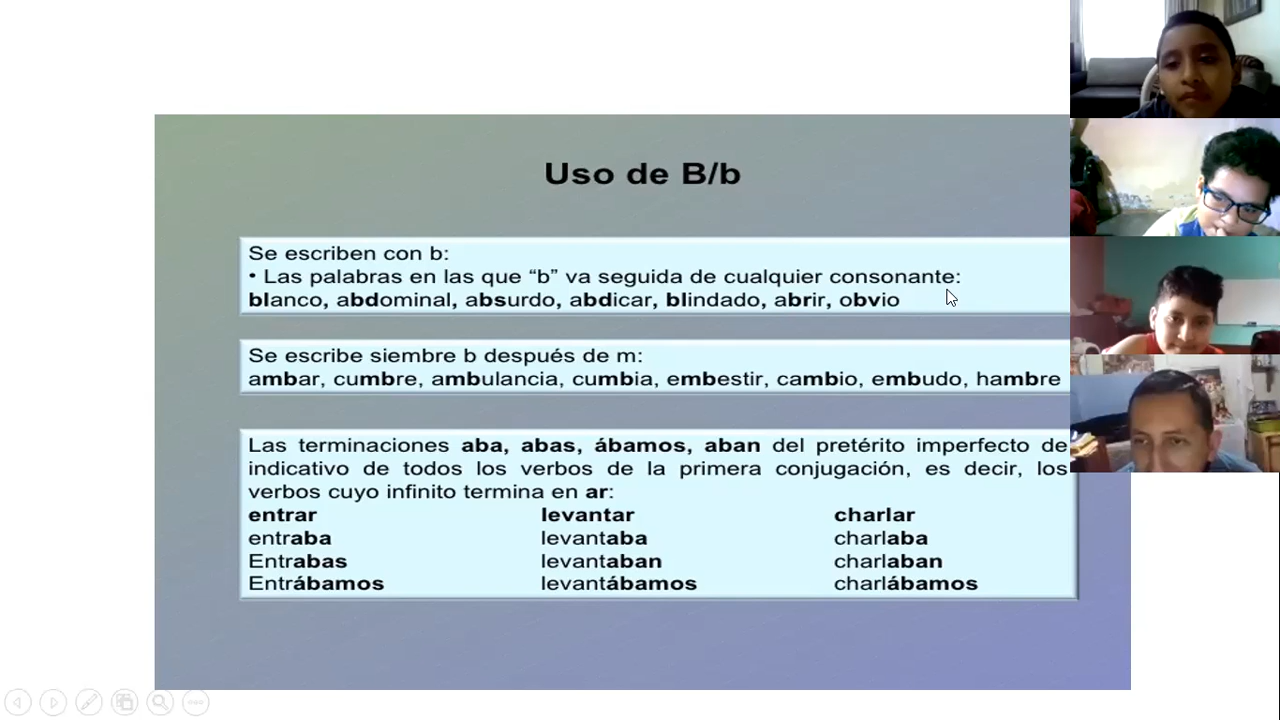 Uso de B/b
Se escriben con b:
• Las palabras en las que “b” va seguida de cualquier consonante:
blanco, abdominal, absurdo, abdicar, blindado, abrir, obvio
Se escribe siembre b después de m:
ambar, cumbre, ambulancia, cumbia, embestir, cambio, embudo, hambre
Las terminaciones aba, abas, ábamos, aban del pretérito imperfecto de
indicativo de todos los verbos de la primera conjugación, es decir, los
verbos cuyo infinito termina en ar:
entrar levantar charlar
entraba levantaba charlaba
Entrabas levantaban charlaban
Entrábamos levantábamos charlábamos